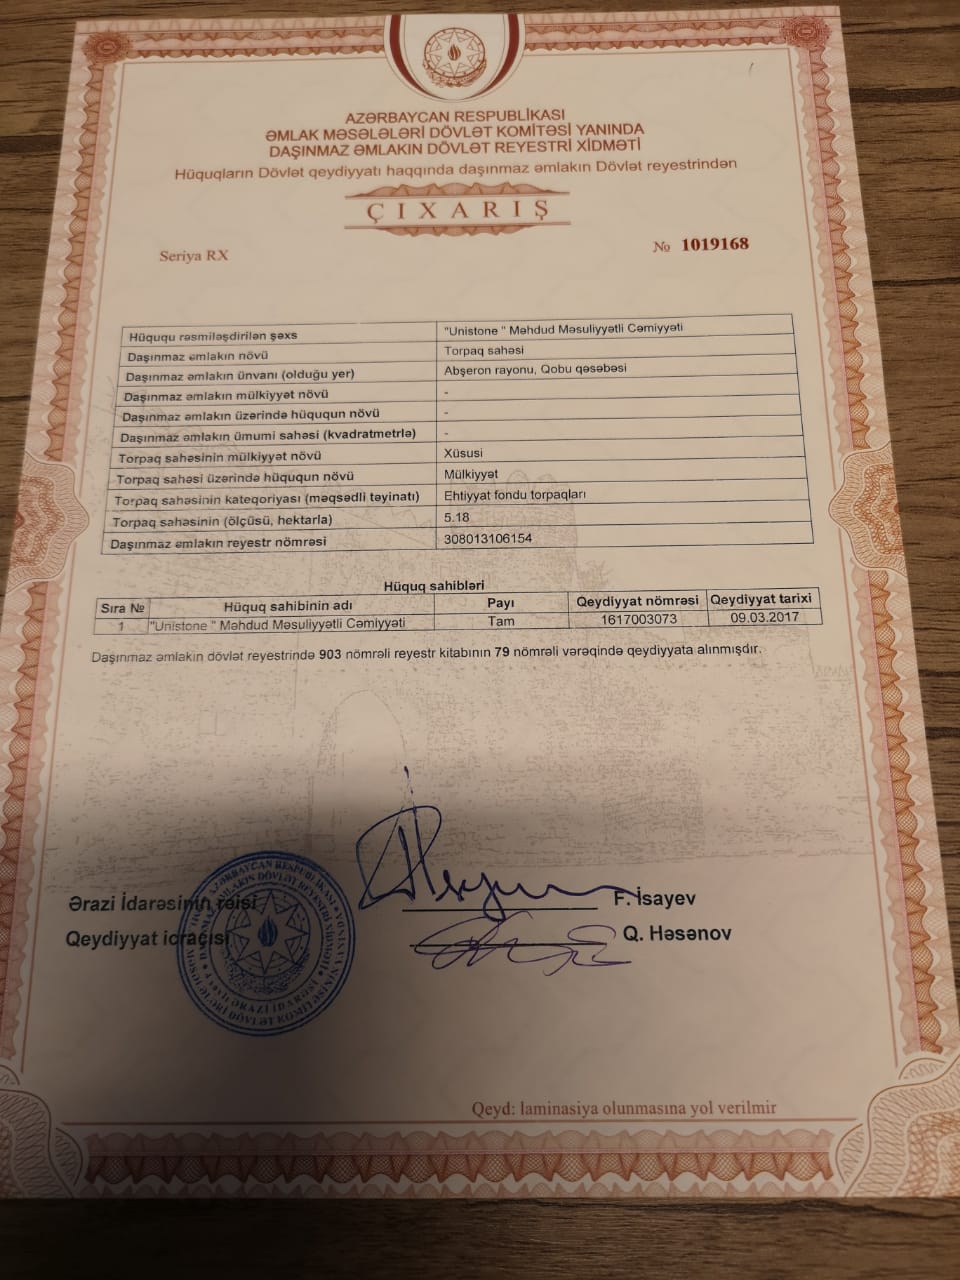 AZƏRBAYCAN RESPUBLİKASI
ƏMLAK MƏSƏLƏLƏRİ DÖVLƏT KOMİTƏSİ YANINDA
DAŞINMAZ ƏMLAKIN DÖVLƏT REYESTRİ XİDMƏTİ
Hüquqların Dövlət qeydiyyatı haqqında daşınmaz əmlakın Dövlət reyestrindən
ÇIXARIŞ
Seriya RX № 1019168
Hüququ rəsmiləşdirilən şəxs "Unistone " Məhdud Məsuliyyətli Cəmiyyəti
Daşınmaz əmlakın növü Torpaq sahəsi
Daşınmaz əmlakın ünvanı (olduğu yer) Abşeron rayonu, Qobu qəsəbəsi
Daşınmaz əmlakın mülkiyyət növü -
Daşınmaz əmlakın üzərində hüququn növü -
Daşınmaz əmlakın ümumi sahəsi (kvadratmetrlə) -
Torpaq sahəsinin mülkiyyət növü Xüsusi
Torpaq sahəsi üzərində hüququn növü Mülkiyyət
Torpaq sahəsinin kateqoriyası (məqsədli təyinatı) Ehtiyyat fondu torpaqları
Torpaq sahəsinin (ölçüsü, hektarla) 5.18
Daşınmaz əmlakın reyestr nömrəsi 308013106154
Hüquq sahibləri
Sıra № Hüquq sahibinin adı Payı Qeydiyyat nömrəsi Qeydiyyat tarixi
1 "Unistone " Məhdud Məsuliyyətli Cəmiyyəti Tam 1617003073 09.03.2017
Daşınmaz əmlakın dövlət reyestrində 903 nömrəli reyestr kitabının 79 nömrəli vərəqində qeydiyyata alınmışdır.
Ərazi İdarəsinin rəisi F. İsayev
Qeydiyyat icraçısı Q. Həsənov
Qeyd: laminasiya olunmasına yol verilmir